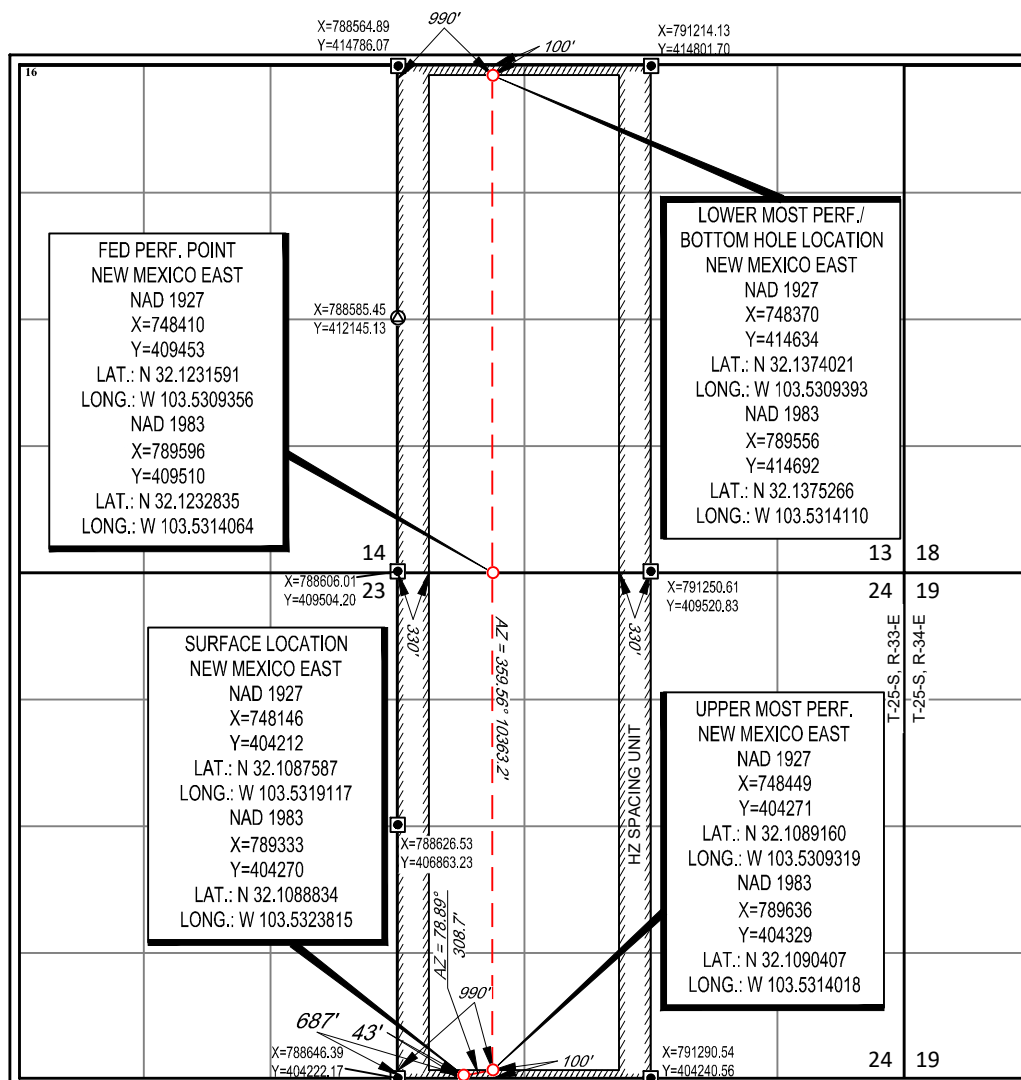 X=788564.89
Y=414786.07
990'
100'
X=791214.13
Y=414801.70
16
FED PERF. POINT
NEW MEXICO EAST
NAD 1927
X=748410
Y=409453
LAT.: N 32.1231591
LONG.: W 103.5309356
NAD 1983
X=789596
Y=409510
LAT.: N 32.1232835
LONG.: W 103.5314064
X=788585.45
Y=412145.13
LOWER MOST PERF./
BOTTOM HOLE LOCATION
NEW MEXICO EAST
NAD 1927
X=748370
Y=414634
LAT.: N 32.1374021
LONG.: W 103.5309393
NAD 1983
X=789556
Y=414692
LAT.: N 32.1375266
LONG.: W 103.5314110
14
13 18
23
24 19
X=788606.01
Y=409504.20
X=791250.61
Y=409520.83
330'
330'
AZ = 359.56° 10363.2'
T-25-S, R-33-E
T-25-S, R-34-E
SURFACE LOCATION
NEW MEXICO EAST
NAD 1927
X=748146
Y=404212
LAT.: N 32.1087587
LONG.: W 103.5319117
NAD 1983
X=789333
Y=404270
LAT.: N 32.1088834
LONG.: W 103.5323815
HZ SPACING UNIT
UPPER MOST PERF.
NEW MEXICO EAST
NAD 1927
X=748449
Y=404271
LAT.: N 32.1089160
LONG.: W 103.5309319
NAD 1983
X=789636
Y=404329
LAT.: N 32.1090407
LONG.: W 103.5314018
X=788626.53
Y=406863.23
AZ = 78.89°
308.7'
990'
687'
43'
100'
X=788646.39
Y=404222.17
X=791290.54
Y=404240.56
24 19